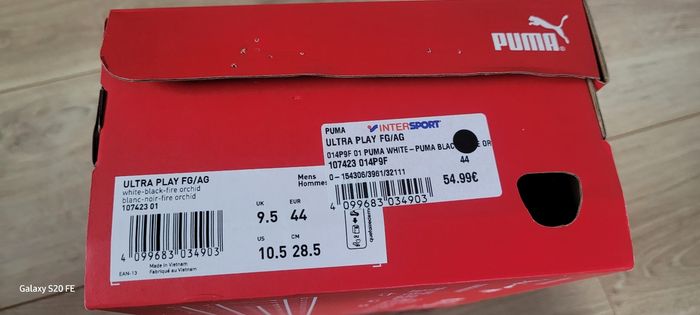 PUMA
PUMA INTERSPORT
ULTRA PLAY FG/AG
014P9F 01 PUMA WHITE-PUMA BLAC
107423 014P9F
44
0-154306/3961/32111
54.99€
4 099683 034903
ULTRA PLAY FG/AG
white-black-fire orchid
blanc-noir-fire orchid
107423 01
Mens
Homme
UK EUR
9.5 44
US CM
10.5 28.5
4 099683 034903
EAN-13
Made in Vietnam
Fabriqué au Vietnam
Galaxy S20 FE